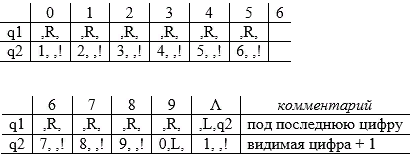 0 1 2 3 4 5 6
q1 ,R, ,R, ,R, ,R, ,R, ,R,
q2 1, ,! 2, ,! 3, ,! 4, ,! 5, ,! 6, ,!
6 7 8 9 Λ комментарий
q1 ,R, ,R, ,R, ,R, ,L,q2 под последнюю цифру
q2 7, ,! 8, ,! 9, ,! 0,L, 1, ,! видимая цифра + 1